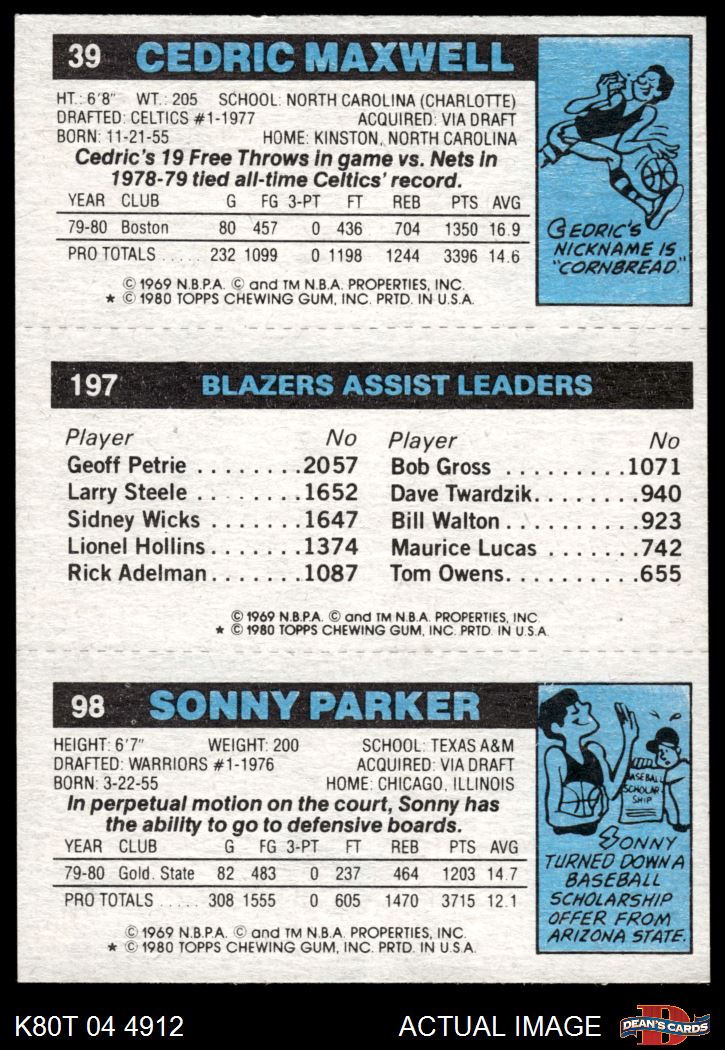 39 CEDRIC MAXWELL
HT.: 6'8" WT.: 205 SCHOOL: NORTH CAROLINA (CHARLOTTE)
DRAFTED: CELTICS #1-1977 ACQUIRED: VIA DRAFT
BORN: 11-21-55 HOME: KINSTON, NORTH CAROLINA
Cedric's 19 Free Throws in game vs. Nets in
1978-79 tied all-time Celtics' record.
YEAR CLUB G FG 3-PT FT REB PTS AVG
79-80 Boston 80 457 0 436 704 1350 16.9
PRO TOTALS ..... 232 1099 0 1198 1244 3396 14.6
© 1969 N.B.P.A. © and TM N.B.A. PROPERTIES, INC.
* © 1980 TOPPS CHEWING GUM, INC. PRTD. IN U.S.A.
CEDRIC'S
NICKNAME IS
"CORNBREAD."
197 BLAZERS ASSIST LEADERS
Player No Player No
Geoff Petrie ........2057 Bob Gross .........1071
Larry Steele ........1652 Dave Twardzik.......940
Sidney Wicks ........1647 Bill Walton .........923
Lionel Hollins.......1374 Maurice Lucas .......742
Rick Adelman.......1087 Tom Owens..........655
© 1969 N.B.P.A. © and TM N.B.A. PROPERTIES, INC.
* © 1980 TOPPS CHEWING GUM, INC. PRTD. IN U.S.A.
98 SONNY PARKER
HEIGHT: 6'7" WEIGHT: 200 SCHOOL: TEXAS A&M
DRAFTED: WARRIORS #1-1976 ACQUIRED: VIA DRAFT
BORN: 3-22-55 HOME: CHICAGO, ILLINOIS
In perpetual motion on the court, Sonny has
the ability to go to defensive boards.
YEAR CLUB G FG 3-PT FT REB PTS AVG
79-80 Gold. State 82 483 0 237 464 1203 14.7
PRO TOTALS ..... 308 1555 0 605 1470 3715 12.1
© 1969 N.B.P.A. © and TM N.B.A. PROPERTIES, INC.
* © 1980 TOPPS CHEWING GUM, INC. PRTD. IN U.S.A.
BASEBALL
SCHOLAR-
SHIP
SONNY
TURNED DOWN A
BASEBALL
SCHOLARSHIP
OFFER FROM
ARIZONA STATE.
K80T 04 4912 ACTUAL IMAGE D DEAN'S CARDS